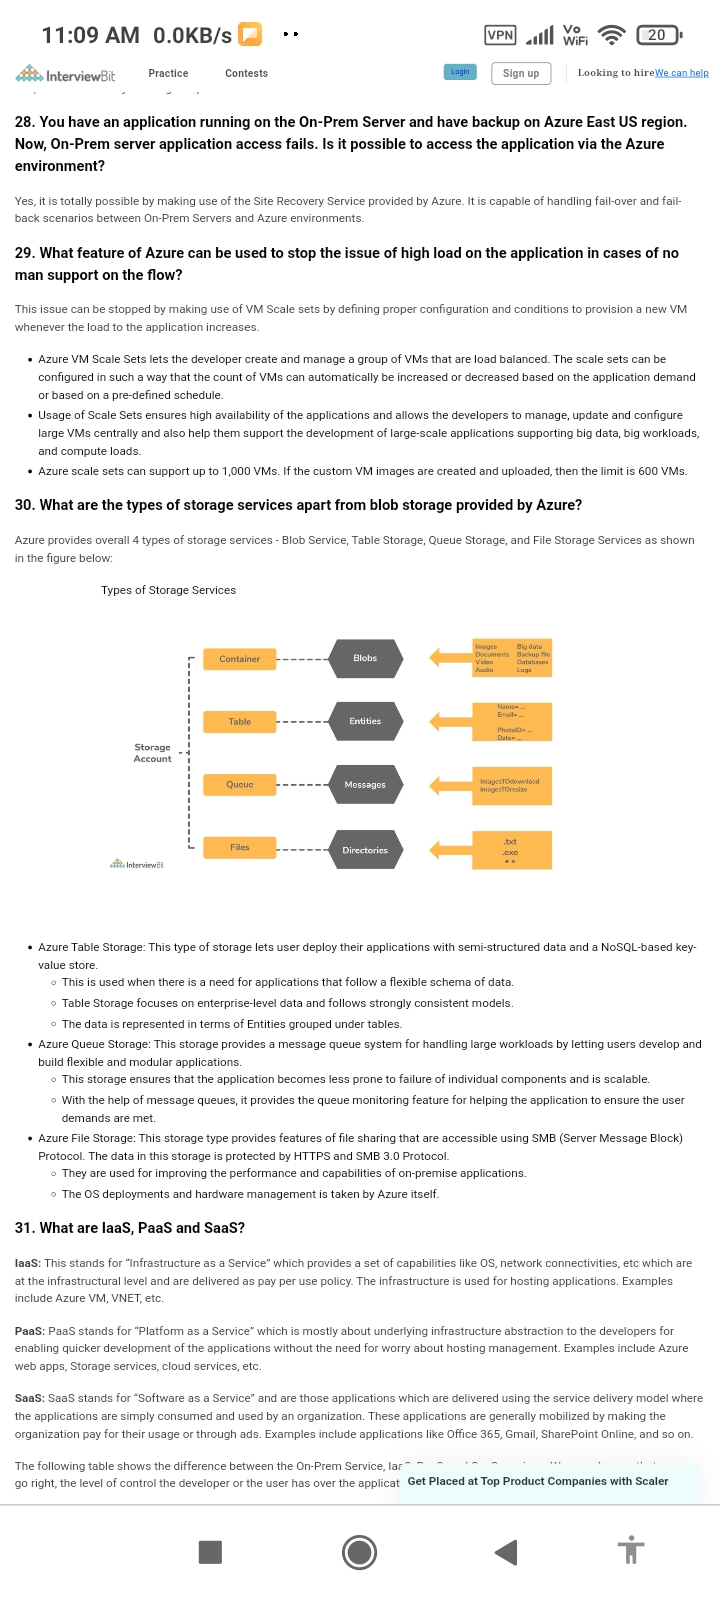 11:09 AM 0.0KB/s
VPN
Vo
WiFi
20
InterviewBit
Practice
Contests
Login
Sign up
Looking to hire We can help
28. You have an application running on the On-Prem Server and have backup on Azure East US region.
Now, On-Prem server application access fails. Is it possible to access the application via the Azure
environment?
Yes, it is totally possible by making use of the Site Recovery Service provided by Azure. It is capable of handling fail-over and fail-
back scenarios between On-Prem Servers and Azure environments.
29. What feature of Azure can be used to stop the issue of high load on the application in cases of no
man support on the flow?
This issue can be stopped by making use of VM Scale sets by defining proper configuration and conditions to provision a new VM
whenever the load to the application increases.
• Azure VM Scale Sets lets the developer create and manage a group of VMs that are load balanced. The scale sets can be
configured in such a way that the count of VMs can automatically be increased or decreased based on the application demand
or based on a pre-defined schedule.
• Usage of Scale Sets ensures high availability of the applications and allows the developers to manage, update and configure
large VMs centrally and also help them support the development of large-scale applications supporting big data, big workloads,
and compute loads.
• Azure scale sets can support up to 1,000 VMs. If the custom VM images are created and uploaded, then the limit is 600 VMs.
30. What are the types of storage services apart from blob storage provided by Azure?
Azure provides overall 4 types of storage services - Blob Service, Table Storage, Queue Storage, and File Storage Services as shown
in the figure below:
Types of Storage Services
Storage
Account
Container
Blobs
Images
Documents
Video
Audio
Big data
Backup file
Databases
Logs
Table
Entities
Name= ...
Email= ...
PhotoID= ...
Date= ...
Queue
Messages
ImagesTOdownload
ImagesTOresize
Files
Directories
.txt
.exe
InterviewBit
• Azure Table Storage: This type of storage lets user deploy their applications with semi-structured data and a NoSQL-based key-
value store.
◦ This is used when there is a need for applications that follow a flexible schema of data.
◦ Table Storage focuses on enterprise-level data and follows strongly consistent models.
◦ The data is represented in terms of Entities grouped under tables.
• Azure Queue Storage: This storage provides a message queue system for handling large workloads by letting users develop and
build flexible and modular applications.
◦ This storage ensures that the application becomes less prone to failure of individual components and is scalable.
◦ With the help of message queues, it provides the queue monitoring feature for helping the application to ensure the user
demands are met.
• Azure File Storage: This storage type provides features of file sharing that are accessible using SMB (Server Message Block)
Protocol. The data in this storage is protected by HTTPS and SMB 3.0 Protocol.
◦ They are used for improving the performance and capabilities of on-premise applications.
◦ The OS deployments and hardware management is taken by Azure itself.
31. What are IaaS, PaaS and SaaS?
IaaS: This stands for “Infrastructure as a Service” which provides a set of capabilities like OS, network connectivities, etc which are
at the infrastructural level and are delivered as pay per use policy. The infrastructure is used for hosting applications. Examples
include Azure VM, VNET, etc.
PaaS: PaaS stands for “Platform as a Service” which is mostly about underlying infrastructure abstraction to the developers for
enabling quicker development of the applications without the need for worry about hosting management. Examples include Azure
web apps, Storage services, cloud services, etc.
SaaS: SaaS stands for “Software as a Service” and are those applications which are delivered using the service delivery model where
the applications are simply consumed and used by an organization. These applications are generally mobilized by making the
organization pay for their usage or through ads. Examples include applications like Office 365, Gmail, SharePoint Online, and so on.
The following table shows the difference between the On-Prem Service,
go right, the level of control the developer or the user has over the applicat
Get Placed at Top Product Companies with Scaler